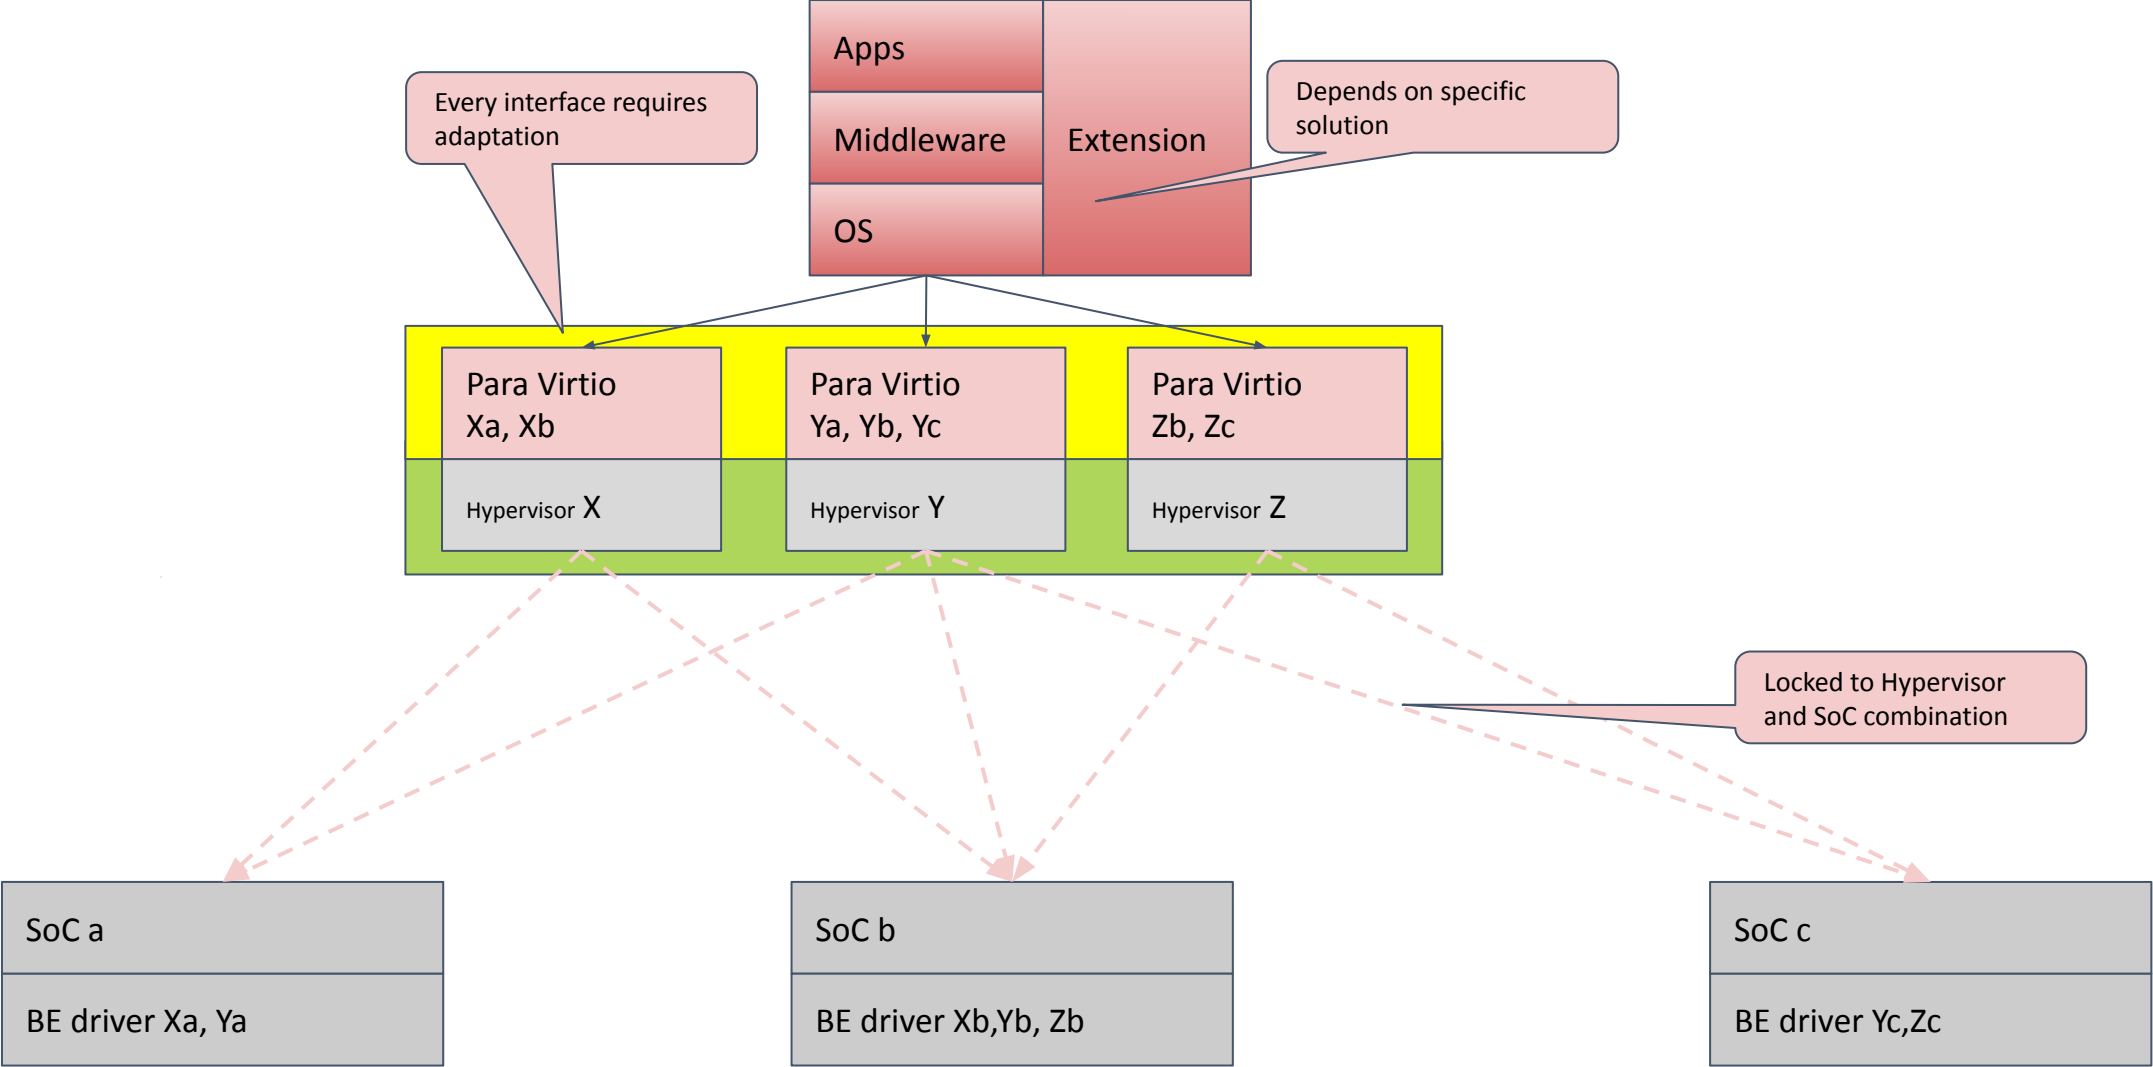 Apps
Middleware
OS
Extension
Every interface requires
adaptation
Depends on specific
solution
Para Virtio
Xa, Xb
Para Virtio
Ya, Yb, Yc
Para Virtio
Zb, Zc
Hypervisor X
Hypervisor Y
Hypervisor Z
Locked to Hypervisor
and SoC combination
SoC a
BE driver Xa, Ya
SoC b
BE driver Xb,Yb, Zb
SoC c
BE driver Yc,Zc